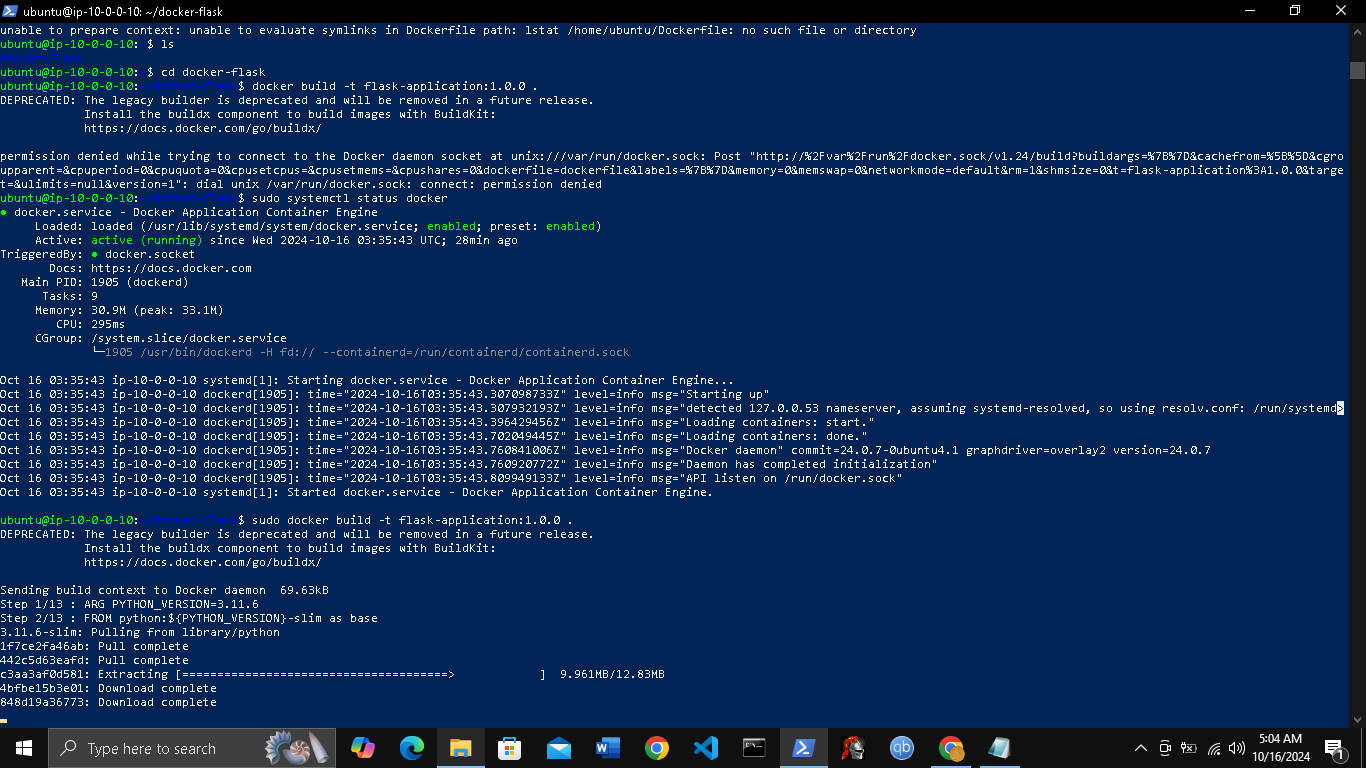 ubuntu@ip-10-0-0-10: ~/docker-flask
unable to prepare context: unable to evaluate symlinks in Dockerfile path: lstat /home/ubuntu/Dockerfile: no such file or directory
ubuntu@ip-10-0-0-10:~$ ls
docker-flask
ubuntu@ip-10-0-0-10:~$ cd docker-flask
ubuntu@ip-10-0-0-10:~/docker-flask$ docker build -t flask-application:1.0.0 .
DEPRECATED: The legacy builder is deprecated and will be removed in a future release.
Install the buildx component to build images with BuildKit:
https://docs.docker.com/go/buildx/
permission denied while trying to connect to the Docker daemon socket at unix:///var/run/docker.sock: Post "http://%2Fvar%2Frun%2Fdocker.sock/v1.24/build?buildargs=%7B%7D&cachefrom=%5B%5D&cgro
upparent=&cpuperiod=0&cpuquota=0&cpusetcpus=&cpusetmems=&cpushares=0&dockerfile=dockerfile&labels=%7B%7D&memory=0&memswap=0&networkmode=default&rm=1&shmsize=0&t=flask-application%3A1.0.0&targe
t=&ulimits=null&version=1": dial unix /var/run/docker.sock: connect: permission denied
ubuntu@ip-10-0-0-10:~/docker-flask$ sudo systemctl status docker
● docker.service - Docker Application Container Engine
Loaded: loaded (/usr/lib/systemd/system/docker.service; enabled; preset: enabled)
Active: active (running) since Wed 2024-10-16 03:35:43 UTC; 28min ago
TriggeredBy: ● docker.socket
Docs: https://docs.docker.com
Main PID: 1905 (dockerd)
Tasks: 9
Memory: 30.9M (peak: 33.1M)
CPU: 295ms
CGroup: /system.slice/docker.service
└─1905 /usr/bin/dockerd -H fd:// --containerd=/run/containerd/containerd.sock
Oct 16 03:35:43 ip-10-0-0-10 systemd[1]: Starting docker.service - Docker Application Container Engine...
Oct 16 03:35:43 ip-10-0-0-10 dockerd[1905]: time="2024-10-16T03:35:43.307098733Z" level=info msg="Starting up"
Oct 16 03:35:43 ip-10-0-0-10 dockerd[1905]: time="2024-10-16T03:35:43.307932193Z" level=info msg="detected 127.0.0.53 nameserver, assuming systemd-resolved, so using resolv.conf: /run/systemd>
Oct 16 03:35:43 ip-10-0-0-10 dockerd[1905]: time="2024-10-16T03:35:43.396429456Z" level=info msg="Loading containers: start."
Oct 16 03:35:43 ip-10-0-0-10 dockerd[1905]: time="2024-10-16T03:35:43.702049445Z" level=info msg="Loading containers: done."
Oct 16 03:35:43 ip-10-0-0-10 dockerd[1905]: time="2024-10-16T03:35:43.760841006Z" level=info msg="Docker daemon" commit=24.0.7-0ubuntu4.1 graphdriver=overlay2 version=24.0.7
Oct 16 03:35:43 ip-10-0-0-10 dockerd[1905]: time="2024-10-16T03:35:43.760920772Z" level=info msg="Daemon has completed initialization"
Oct 16 03:35:43 ip-10-0-0-10 dockerd[1905]: time="2024-10-16T03:35:43.809949133Z" level=info msg="API listen on /run/docker.sock"
Oct 16 03:35:43 ip-10-0-0-10 systemd[1]: Started docker.service - Docker Application Container Engine.
ubuntu@ip-10-0-0-10:~/docker-flask$ sudo docker build -t flask-application:1.0.0 .
DEPRECATED: The legacy builder is deprecated and will be removed in a future release.
Install the buildx component to build images with BuildKit:
https://docs.docker.com/go/buildx/
Sending build context to Docker daemon  69.63kB
Step 1/13 : ARG PYTHON_VERSION=3.11.6
Step 2/13 : FROM python:${PYTHON_VERSION}-slim as base
3.11.6-slim: Pulling from library/python
1f7ce2fa46ab: Pull complete
442c5d63eafd: Pull complete
c3aa3af0d581: Extracting [======================================>            ]  9.961MB/12.83MB
4bfbe15b3e01: Download complete
848d19a36773: Download complete
Type here to search
5:04 AM
10/16/2024
1